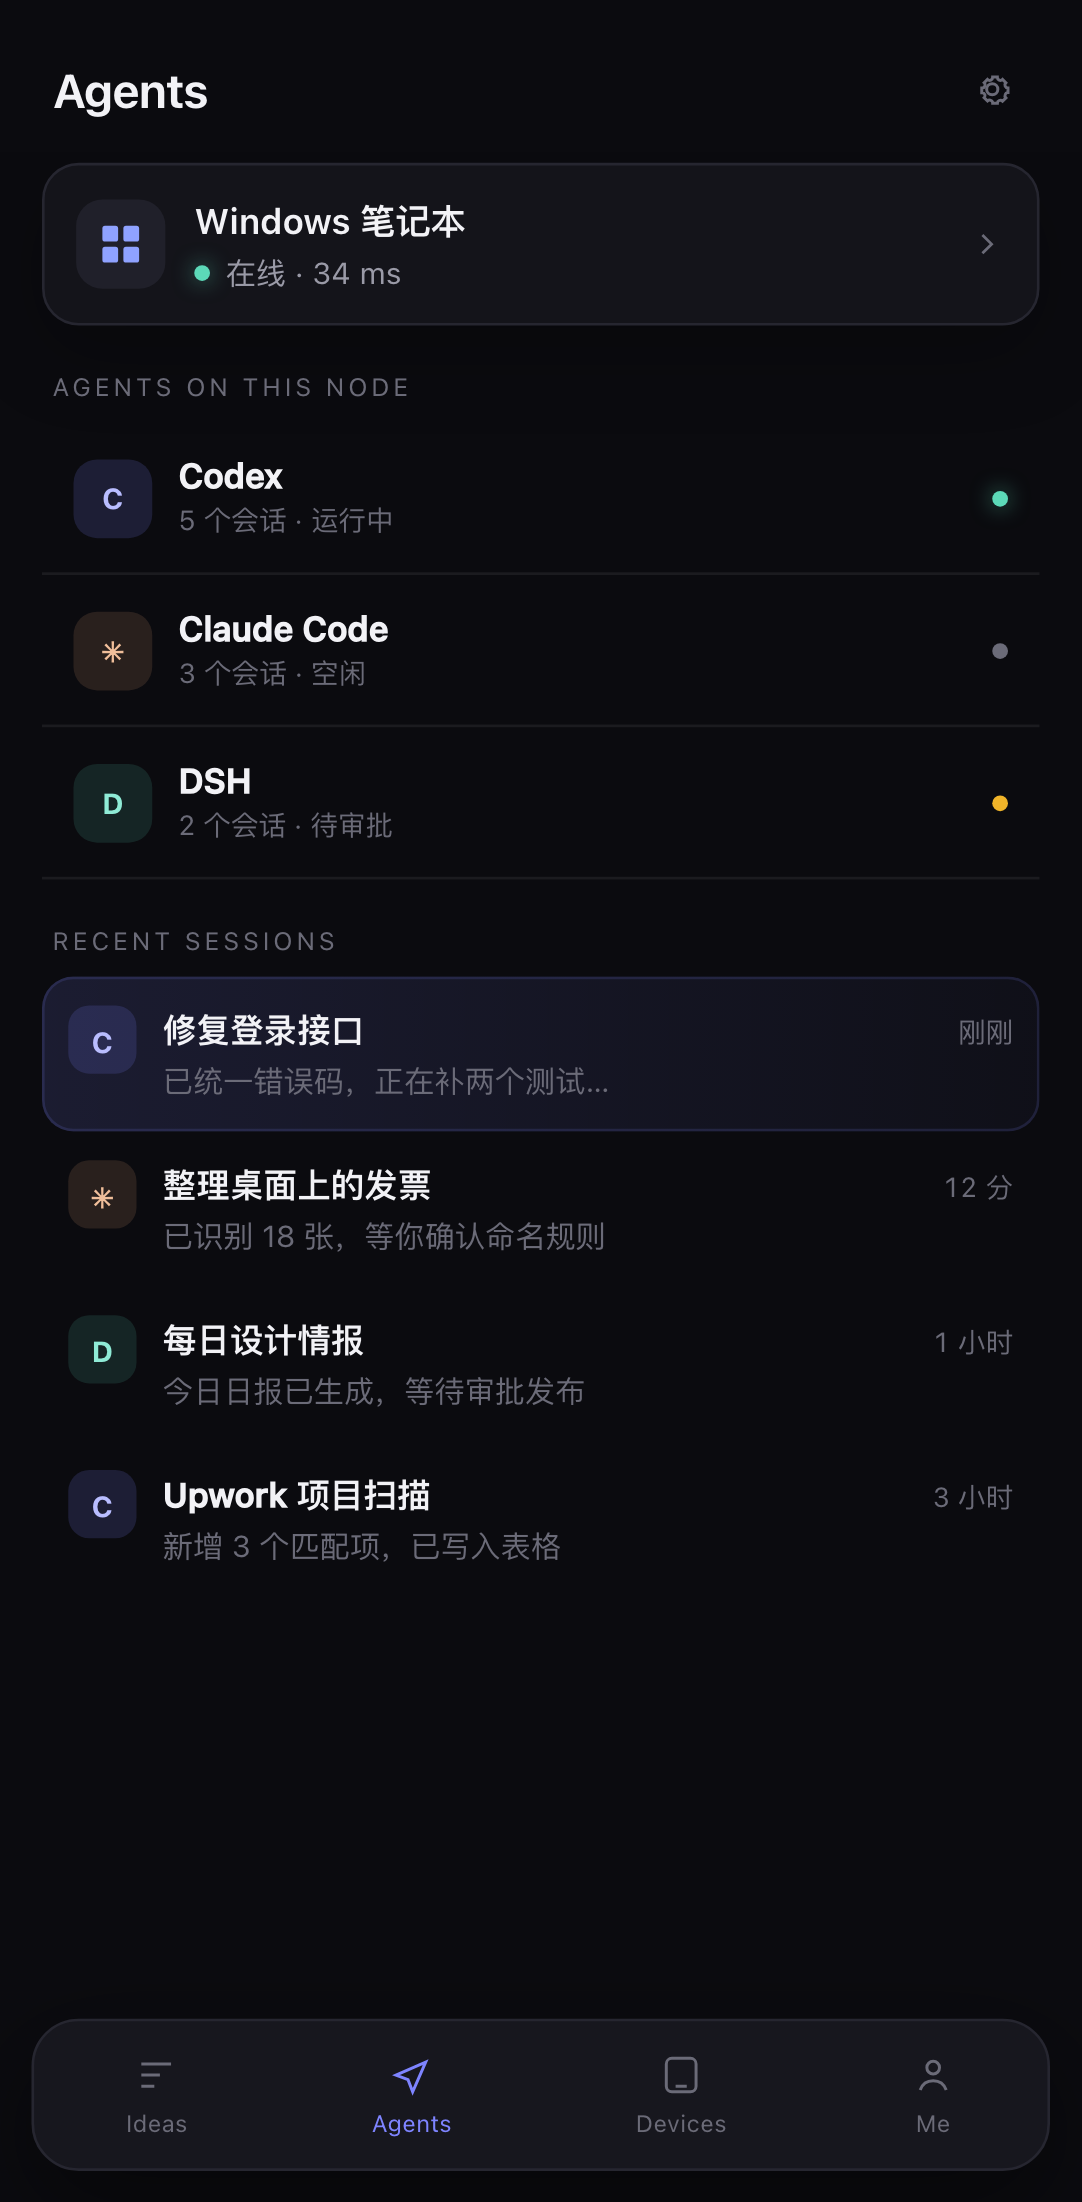 Agents
Windows 笔记本
在线 · 34 ms
AGENTS ON THIS NODE
C
Codex
5 个会话 · 运行中
Claude Code
3 个会话 · 空闲
D
DSH
2 个会话 · 待审批
RECENT SESSIONS
C
修复登录接口
刚刚
已统一错误码，正在补两个测试...
整理桌面上的发票
12 分
已识别 18 张，等你确认命名规则
D
每日设计情报
1 小时
今日日报已生成，等待审批发布
C
Upwork 项目扫描
3 小时
新增 3 个匹配项，已写入表格
Ideas
Agents
Devices
Me